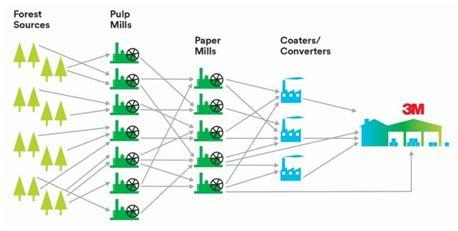 Forest
Sources
Pulp
Mills
Paper
Mills
Coaters/
Converters
3M